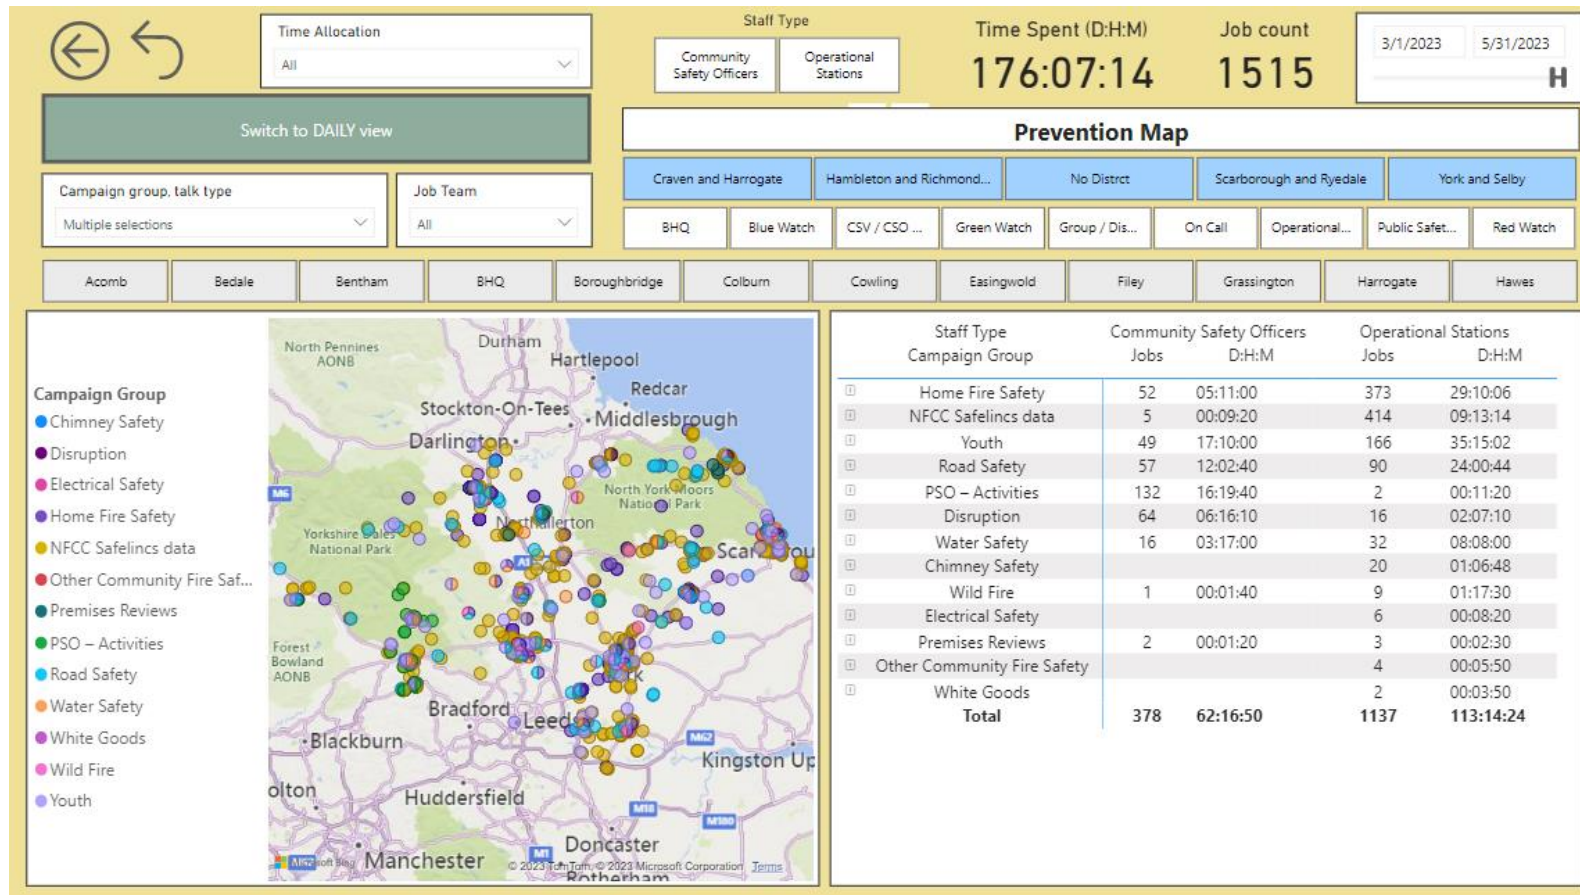 Time Allocation
All
Staff Type
Community Safety Officers
Operational Stations
Time Spent (D:H:M)
176:07:14
Job count
1515
3/1/2023
5/31/2023
Switch to DAILY view
Prevention Map
Campaign group, talk type
Multiple selections
Job Team
All
Craven and Harrogate
Hambleton and Richmond...
No Distrct
Scarborough and Ryedale
York and Selby
BHQ
Blue Watch
CSV / CSO ...
Green Watch
Group / Dis...
On Call
Operational...
Public Safet...
Red Watch
Acomb
Bedale
Bentham
BHQ
Boroughbridge
Colburn
Cowling
Easingwold
Filey
Grassington
Harrogate
Hawes
Campaign Group
Chimney Safety
Disruption
Electrical Safety
Home Fire Safety
NFCC Safelincs data
Other Community Fire Saf...
Premises Reviews
PSO – Activities
Road Safety
Water Safety
White Goods
Wild Fire
Youth
North Pennines
AONB
Durham
Hartlepool
Redcar
Stockton-On-Tees
Middlesbrough
Darlington
M6
North York Moors
National Park
Northallerton
Yorkshire Dales
National Park
A1
Scarborou
Forest
Bowland
AONB
Bradford
Leeds
Blackburn
M62
Kingston Up
olton
Huddersfield
M18
M180
Doncaster
M1
Manchester
Rotherham
© 2023 TomTom, © 2023 Microsoft Corporation Terms
Staff Type Community Safety Officers Operational Stations
Campaign Group Jobs D:H:M Jobs D:H:M
Home Fire Safety 52 05:11:00 373 29:10:06
NFCC Safelincs data 5 00:09:20 414 09:13:14
Youth 49 17:10:00 166 35:15:02
Road Safety 57 12:02:40 90 24:00:44
PSO – Activities 132 16:19:40 2 00:11:20
Disruption 64 06:16:10 16 02:07:10
Water Safety 16 03:17:00 32 08:08:00
Chimney Safety 20 01:06:48
Wild Fire 1 00:01:40 9 01:17:30
Electrical Safety 6 00:08:20
Premises Reviews 2 00:01:20 3 00:02:30
Other Community Fire Safety 4 00:05:50
White Goods 2 00:03:50
Total 378 62:16:50 1137 113:14:24